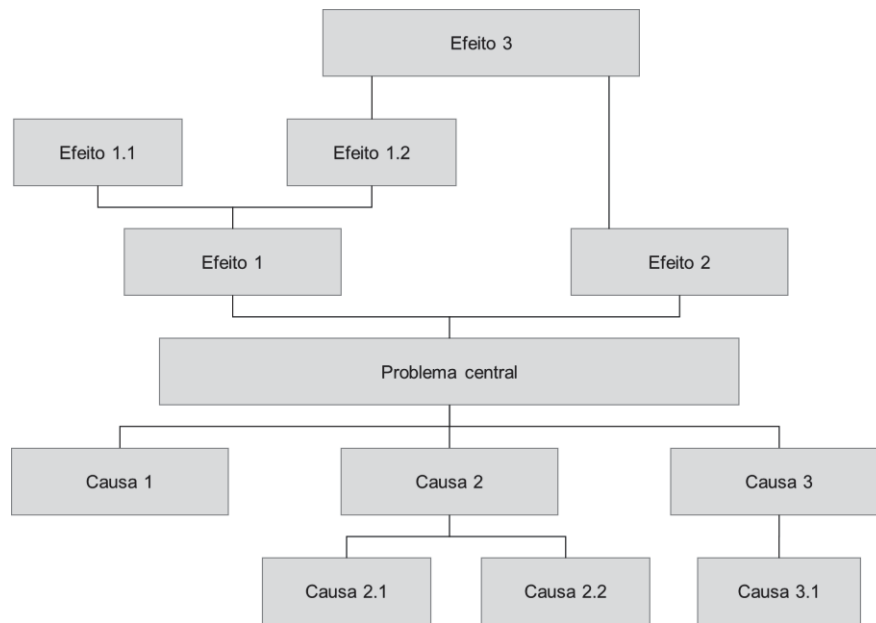 Efeito 3
Efeito 1.1
Efeito 1.2
Efeito 1
Efeito 2
Problema central
Causa 1
Causa 2
Causa 3
Causa 2.1
Causa 2.2
Causa 3.1